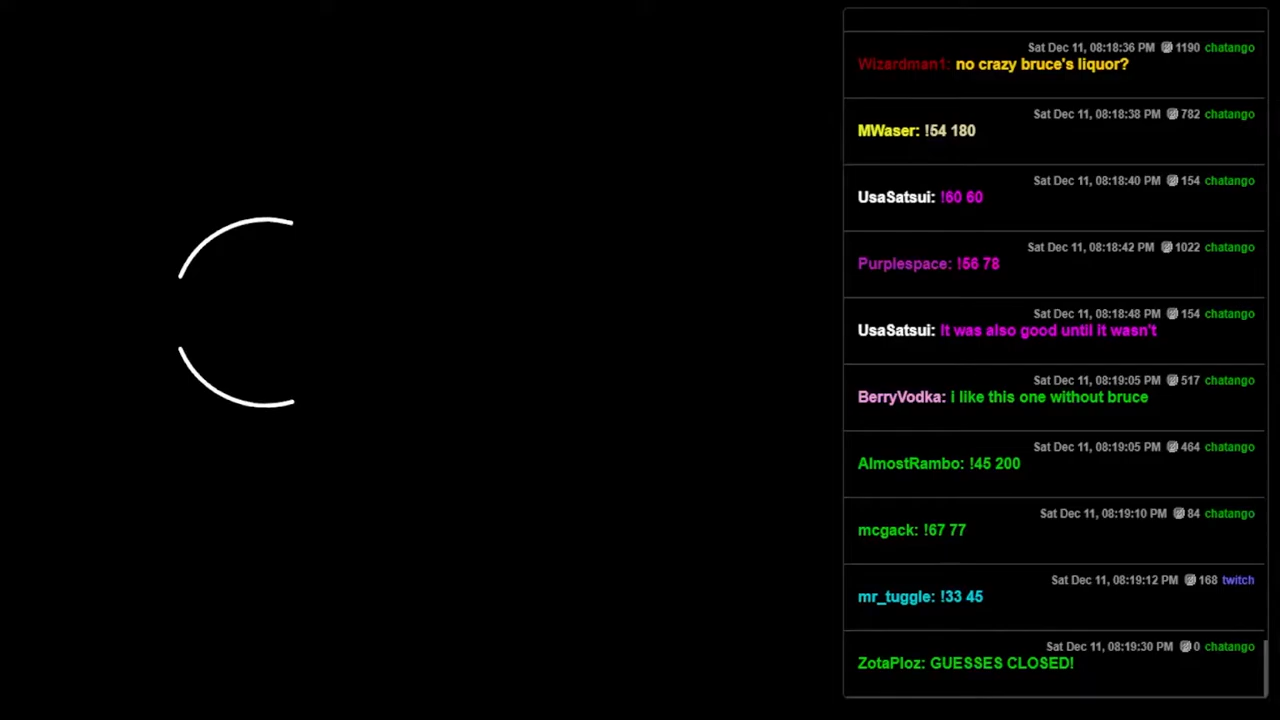 Sat Dec 11, 08:18:36 PM 1190 chatango
Wizardman1: no crazy bruce's liquor?
Sat Dec 11, 08:18:38 PM 782 chatango
MWaser: !54 180
Sat Dec 11, 08:18:40 PM 154 chatango
UsaSatsui: !60 60
Sat Dec 11, 08:18:42 PM 1022 chatango
Purplespace: !56 78
Sat Dec 11, 08:18:48 PM 154 chatango
UsaSatsui: It was also good until it wasn't
Sat Dec 11, 08:19:05 PM 517 chatango
BerryVodka: i like this one without bruce
Sat Dec 11, 08:19:05 PM 464 chatango
AlmostRambo: !45 200
Sat Dec 11, 08:19:10 PM 84 chatango
mcgack: !67 77
Sat Dec 11, 08:19:12 PM 168 twitch
mr_tuggle: !33 45
Sat Dec 11, 08:19:30 PM 0 chatango
ZotaPloz: GUESSES CLOSED!